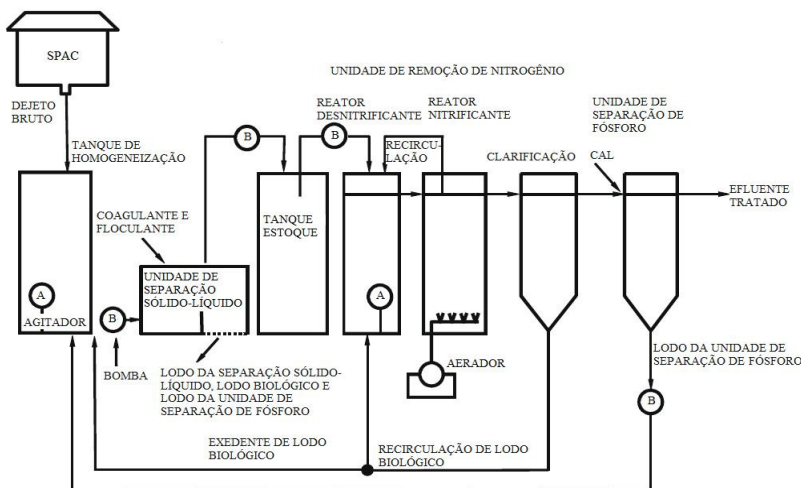 SPAC
DEJETO
BRUTO
TANQUE DE
HOMOGENEIZAÇÃO
COAGULANTE E
FLOCULANTE
UNIDADE DE
SEPARAÇÃO
SÓLIDO-LÍQUIDO
A
AGITADOR
B
BOMBA
LODO DA SEPARAÇÃO SÓLIDO-
LÍQUIDO, LODO BIOLÓGICO E
LODO DA UNIDADE DE
SEPARAÇÃO DE FÓSFORO
B
TANQUE
ESTOQUE
B
UNIDADE DE REMOÇÃO DE NITROGÊNIO
REATOR
DESNITRIFICANTE
REATOR
NITRIFICANTE
RECIRCU-
LAÇÃO
A
AERADOR
CLARIFICAÇÃO
UNIDADE DE
SEPARAÇÃO DE
FÓSFORO
CAL
EFLUENTE
TRATADO
LODO DA UNIDADE DE
SEPARAÇÃO DE FÓSFORO
B
EXEDENTE DE LODO
BIOLÓGICO
RECIRCULAÇÃO DE LODO
BIOLÓGICO